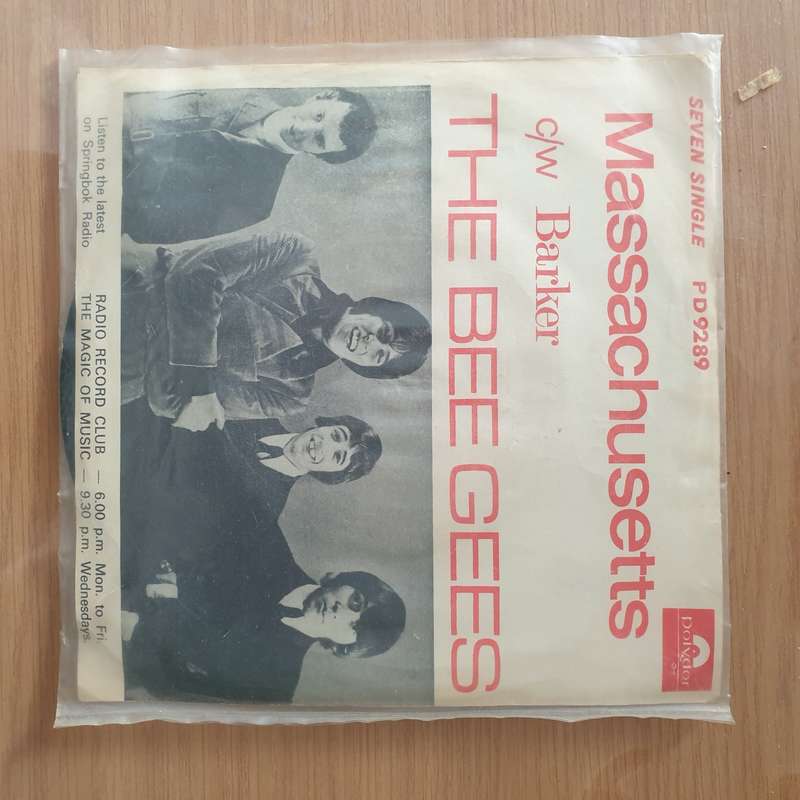 SEVEN SINGLE PD 9289
polydor
Massachusetts
c/w Barker
THE BEE GEES
Listen to the latest
on Springbok Radio
RADIO RECORD CLUB — 6.00 p.m. Mon. to Fri.
THE MAGIC OF MUSIC — 9.30 p.m. Wednesdays.